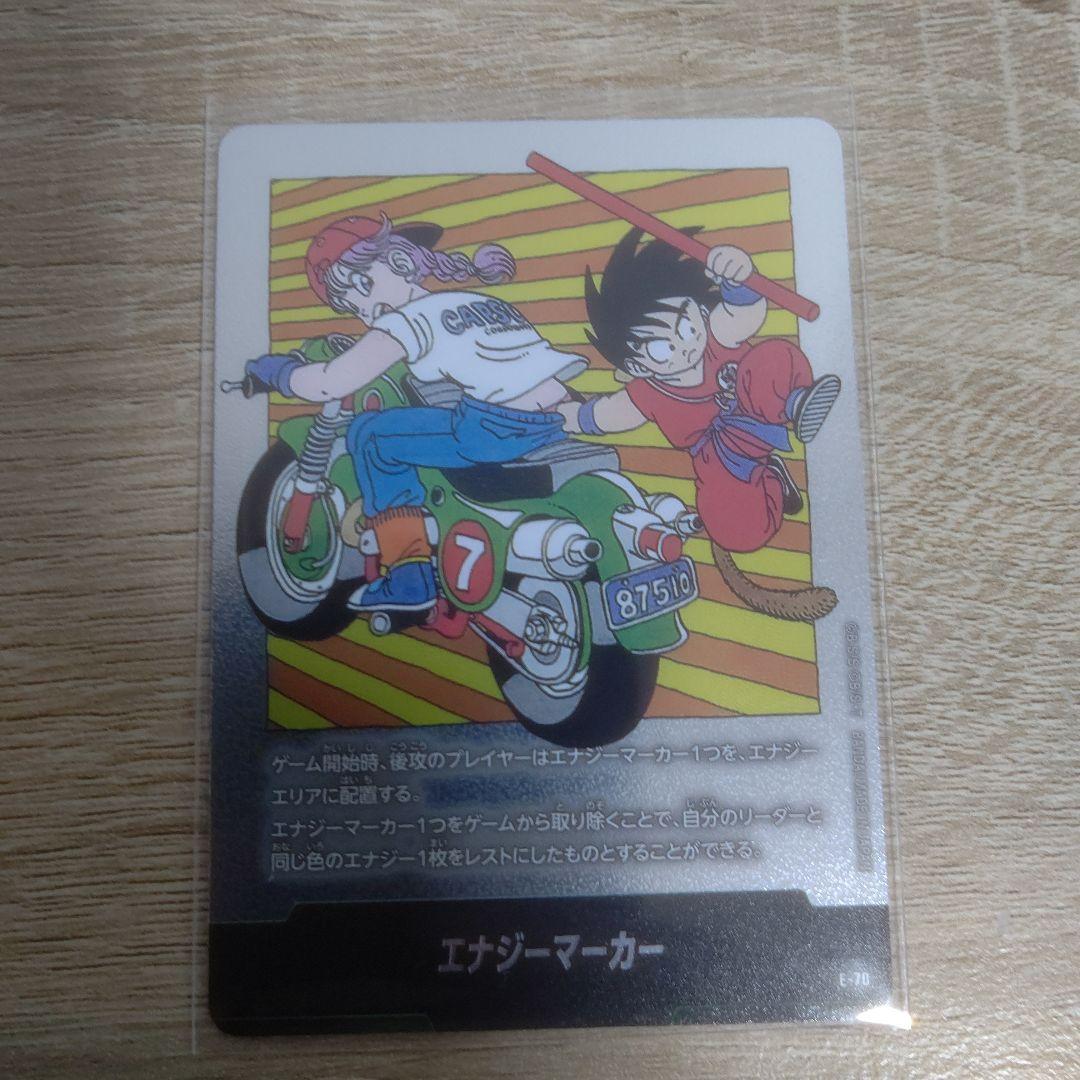 CAPS
7
87510
ゲーム開始時、後攻のプレイヤーはエナジーマーカー1つを、エナジー
エリアに配置する。
エナジーマーカー1つをゲームから取り除くことで、自分のリーダーと
同じ色のエナジー1枚をレストにしたものとすることができる。
エナジーマーカー
E-70